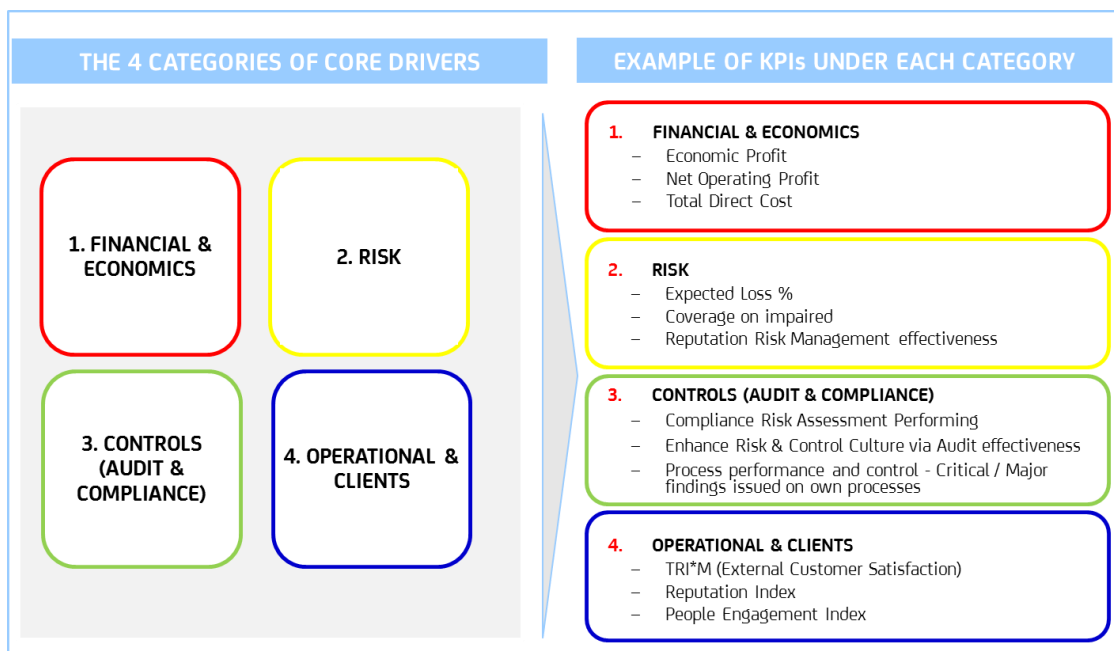 THE 4 CATEGORIES OF CORE DRIVERS
1. FINANCIAL &
ECONOMICS
2. RISK
3. CONTROLS
(AUDIT &
COMPLIANCE)
4. OPERATIONAL &
CLIENTS
EXAMPLE OF KPIs UNDER EACH CATEGORY
1. FINANCIAL & ECONOMICS
– Economic Profit
– Net Operating Profit
– Total Direct Cost
2. RISK
– Expected Loss %
– Coverage on impaired
– Reputation Risk Management effectiveness
3. CONTROLS (AUDIT & COMPLIANCE)
– Compliance Risk Assessment Performing
– Enhance Risk & Control Culture via Audit effectiveness
– Process performance and control - Critical / Major
findings issued on own processes
4. OPERATIONAL & CLIENTS
– TRI*M (External Customer Satisfaction)
– Reputation Index
– People Engagement Index